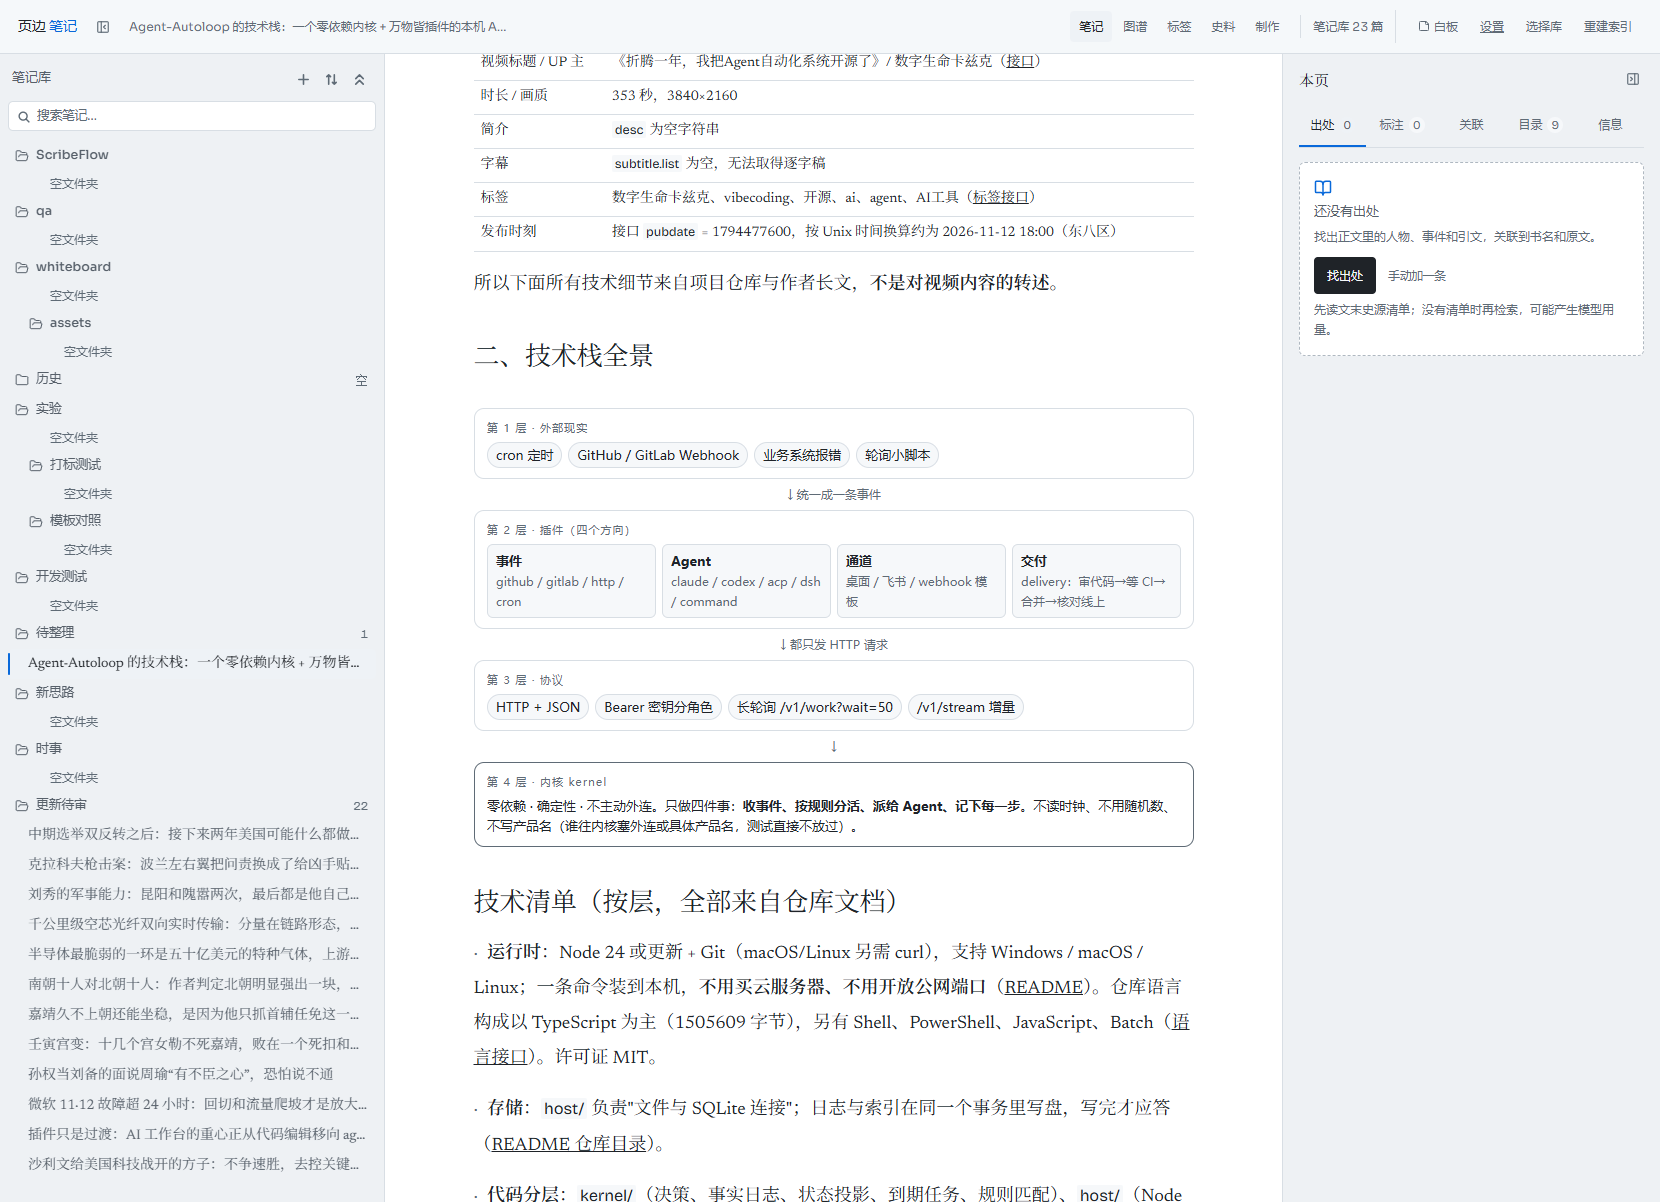 页边 笔记
Agent-Autoloop 的技术栈：一个零依赖内核 + 万物皆插件的本机 A...
笔记
图谱
标签
史料
制作
笔记库 23 篇
白板
设置
选择库
重建索引
笔记库
搜索笔记...
ScribeFlow
空文件夹
qa
空文件夹
whiteboard
空文件夹
assets
空文件夹
历史
空
实验
空文件夹
打标测试
空文件夹
模板对照
空文件夹
开发测试
空文件夹
待整理
1
Agent-Autoloop 的技术栈：一个零依赖内核 + 万物皆...
新思路
空文件夹
时事
空文件夹
更新待审
22
中期选举双反转之后：接下来两年美国可能什么都做...
克拉科夫枪击案：波兰左右翼把问责换成了给凶手贴...
刘秀的军事能力：昆阳和隗嚣两次，最后都是他自己...
千公里级空芯光纤双向实时传输：分量在链路形态，...
半导体最脆弱的一环是五十亿美元的特种气体，上游...
南朝十人对北朝十人：作者判定北朝明显强出一块，...
嘉靖久不上朝还能坐稳，是因为他只抓首辅任免这一...
壬寅宫变：十几个宫女勒不死嘉靖，败在一个死扣和...
孙权当刘备的面说周瑜“有不臣之心”，恐怕说不通
微软 11·12 故障超 24 小时：回切和流量爬坡才是放大...
插件只是过渡：AI 工作台的重心正从代码编辑移向 ag...
沙利文给美国科技战开的方子：不争速胜，去控关键...
视频标题 / UP 主
《折腾一年，我把Agent自动化系统开源了》/ 数字生命卡兹克（接口）
时长 / 画质
353 秒，3840×2160
简介
desc 为空字符串
字幕
subtitle.list 为空，无法取得逐字稿
标签
数字生命卡兹克、vibecoding、开源、ai、agent、AI工具（标签接口）
发布时刻
接口 pubdate = 1794477600，按 Unix 时间换算约为 2026-11-12 18:00（东八区）
所以下面所有技术细节来自项目仓库与作者长文，不是对视频内容的转述。
二、技术栈全景
第 1 层 · 外部现实
cron 定时
GitHub / GitLab Webhook
业务系统报错
轮询小脚本
↓ 统一成一条事件
第 2 层 · 插件（四个方向）
事件
github / gitlab / http /
cron
Agent
claude / codex / acp / dsh
/ command
通道
桌面 / 飞书 / webhook 模
板
交付
delivery：审代码→等 CI→
合并→核对线上
↓ 都只发 HTTP 请求
第 3 层 · 协议
HTTP + JSON
Bearer 密钥分角色
长轮询 /v1/work?wait=50
/v1/stream 增量
↓
第 4 层 · 内核 kernel
零依赖 · 确定性 · 不主动外连。只做四件事：收事件、按规则分活、派给 Agent、记下每一步。不读时钟、不用随机数、
不写产品名（谁往内核塞外连或具体产品名，测试直接不放过）。
技术清单（按层，全部来自仓库文档）
· 运行时：Node 24 或更新 + Git（macOS/Linux 另需 curl），支持 Windows / macOS /
Linux；一条命令装到本机，不用买云服务器、不用开放公网端口（README）。仓库语言
构成以 TypeScript 为主（1505609 字节），另有 Shell、PowerShell、JavaScript、Batch（语
言接口）。许可证 MIT。
· 存储：host/ 负责"文件与 SQLite 连接"；日志与索引在同一个事务里写盘，写完才应答
（README 仓库目录）。
· 代码分层：kernel/（决策、事实日志、状态投影、到期任务、规则匹配）、host/（Node
本页
出处 0
标注 0
关联
目录 9
信息
还没有出处
找出正文里的人物、事件和引文，关联到书名和原文。
找出处
手动加一条
先读文末史源清单；没有清单时再检索，可能产生模型用
量。